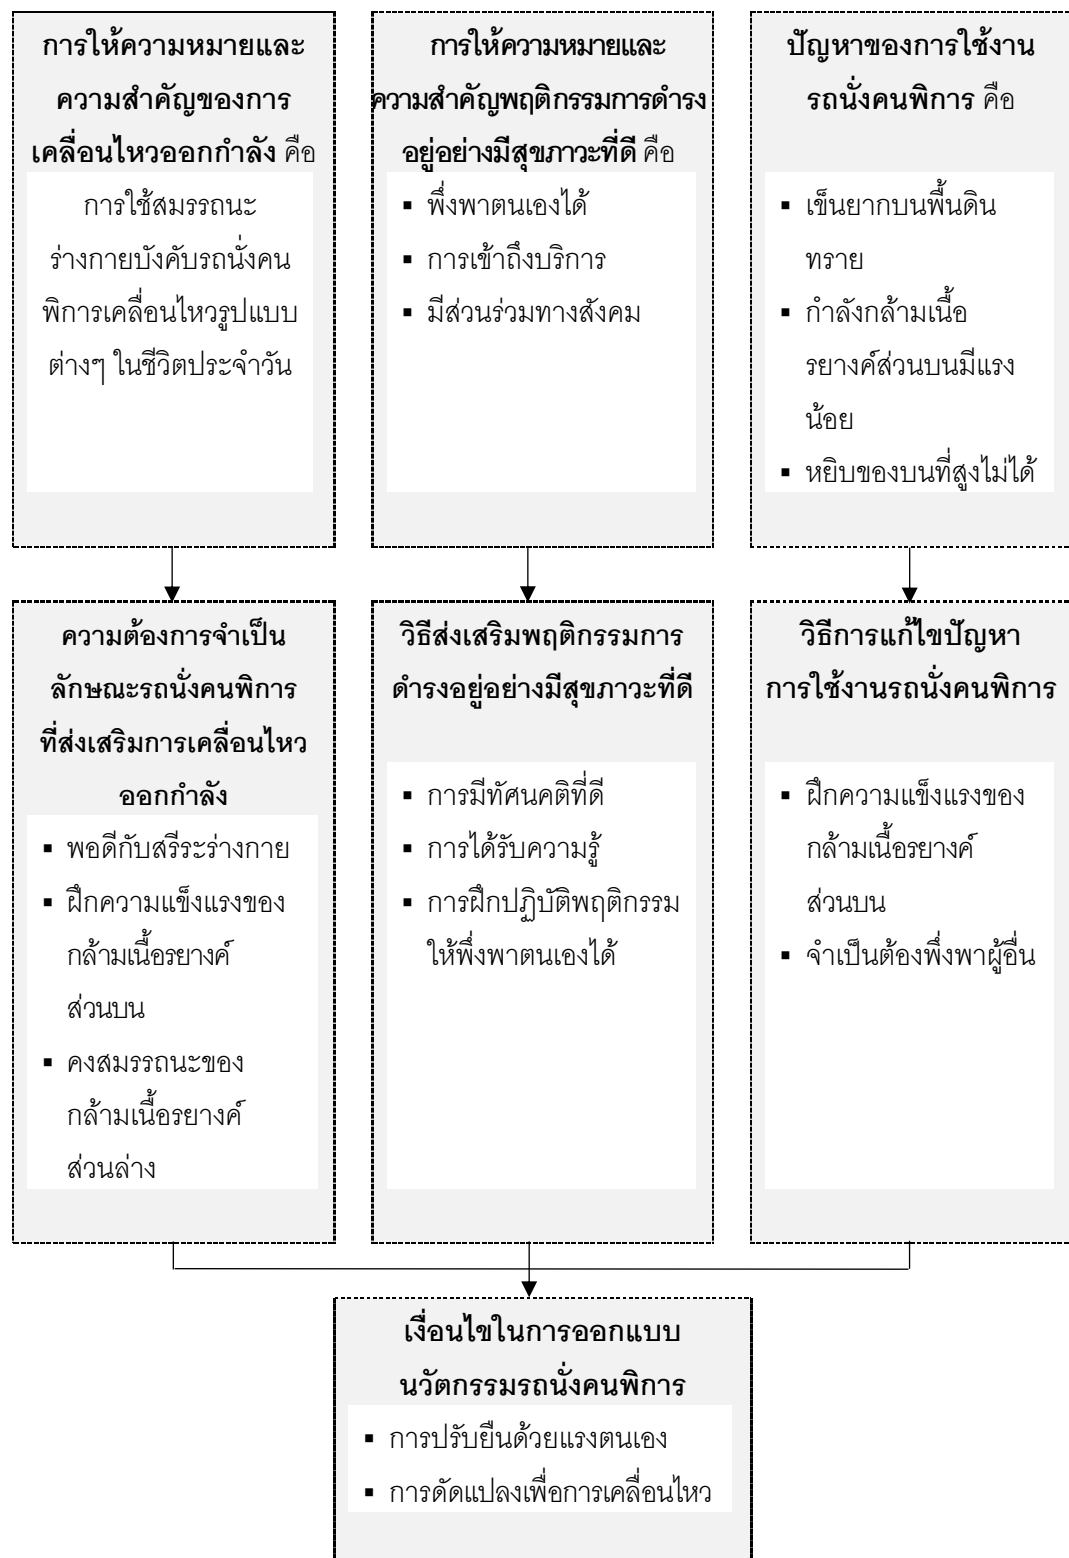 การให้ความหมายและ
ความสำคัญของการ
เคลื่อนไหวออกกำลัง คือ
การใช้สมรรถนะ
ร่างกายบังคับรถนั่งคน
พิการเคลื่อนไหวรูปแบบ
ต่างๆ ในชีวิตประจำวัน
การให้ความหมายและ
ความสำคัญพฤติกรรมการดำรง
อยู่อย่างมีสุขภาวะที่ดี คือ
▪ พึ่งพาตนเองได้
▪ การเข้าถึงบริการ
▪ มีส่วนร่วมทางสังคม
ปัญหาของการใช้งาน
รถนั่งคนพิการ คือ
▪ เข็นยากบนพื้นดิน
ทราย
▪ กำลังกล้ามเนื้อ
รยางค์ส่วนบนมีแรง
น้อย
▪ หยิบของบนที่สูงไม่ได้
ความต้องการจำเป็น
ลักษณะรถนั่งคนพิการ
ที่ส่งเสริมการเคลื่อนไหว
ออกกำลัง
▪ พอดีกับสรีระร่างกาย
▪ ฝึกความแข็งแรงของ
กล้ามเนื้อรยางค์
ส่วนบน
▪ คงสมรรถนะของ
กล้ามเนื้อรยางค์
ส่วนล่าง
วิธีส่งเสริมพฤติกรรมการ
ดำรงอยู่อย่างมีสุขภาวะที่ดี
▪ การมีทัศนคติที่ดี
▪ การได้รับความรู้
▪ การฝึกปฏิบัติพฤติกรรม
ให้พึ่งพาตนเองได้
วิธีการแก้ไขปัญหา
การใช้งานรถนั่งคนพิการ
▪ ฝึกความแข็งแรงของ
กล้ามเนื้อรยางค์
ส่วนบน
▪ จำเป็นต้องพึ่งพาผู้อื่น
เงื่อนไขในการออกแบบ
นวัตกรรมรถนั่งคนพิการ
▪ การปรับยืนด้วยแรงตนเอง
▪ การดัดแปลงเพื่อการเคลื่อนไหว